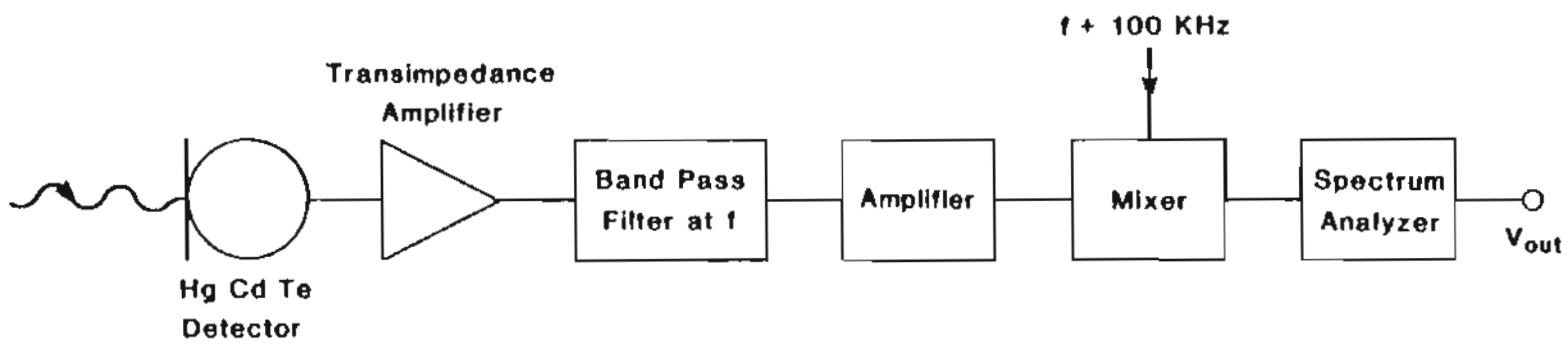 f + 100 KHz
Transimpedance
Amplifier
Band Pass
Filter at f
Amplifier
Mixer
Spectrum
Analyzer
V_out
Hg Cd Te
Detector